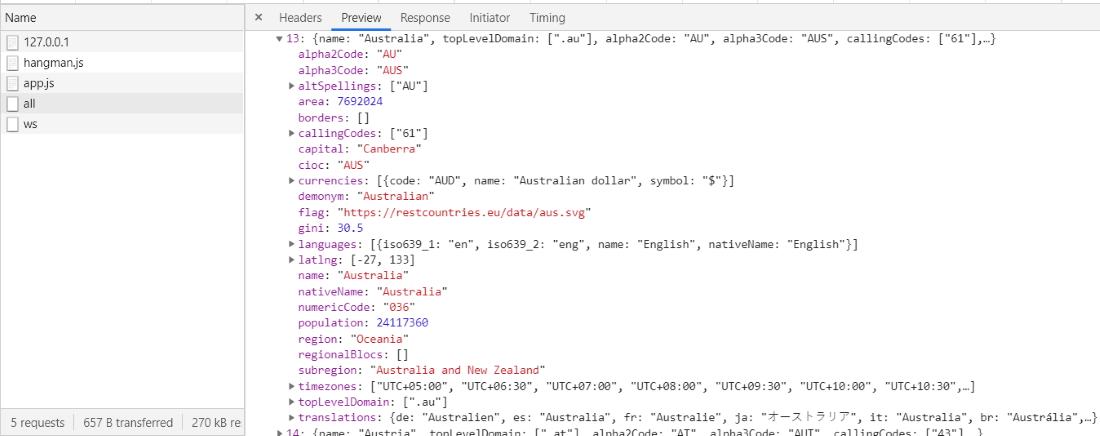 Name
Headers Preview Response Initiator Timing
127.0.0.1
hangman.js
app.js
all
ws
13: {name: "Australia", topLevelDomain: [".au"], alpha2Code: "AU", alpha3Code: "AUS", callingCodes: ["61"],…}
alpha2Code: "AU"
alpha3Code: "AUS"
altSpellings: ["AU"]
area: 7692024
borders: []
callingCodes: ["61"]
capital: "Canberra"
cioc: "AUS"
currencies: [{code: "AUD", name: "Australian dollar", symbol: "$"}]
demonym: "Australian"
flag: "https://restcountries.eu/data/aus.svg"
gini: 30.5
languages: [{iso639_1: "en", iso639_2: "eng", name: "English", nativeName: "English"}]
latlng: [-27, 133]
name: "Australia"
nativeName: "Australia"
numericCode: "036"
population: 24117360
region: "Oceania"
regionalBlocs: []
subregion: "Australia and New Zealand"
timezones: ["UTC+05:00", "UTC+06:30", "UTC+07:00", "UTC+08:00", "UTC+09:30", "UTC+10:00", "UTC+10:30",…]
topLevelDomain: [".au"]
translations: {de: "Australien", es: "Australia", fr: "Australie", ja: "オーストラリア", it: "Australia", br: "Austrália",…}
14: {name: "Austria", topLevelDomain: [".at"], alpha2Code: "AT", alpha3Code: "AUT", callingCodes: ["43"],…}
5 requests 657 B transferred 270 kB re